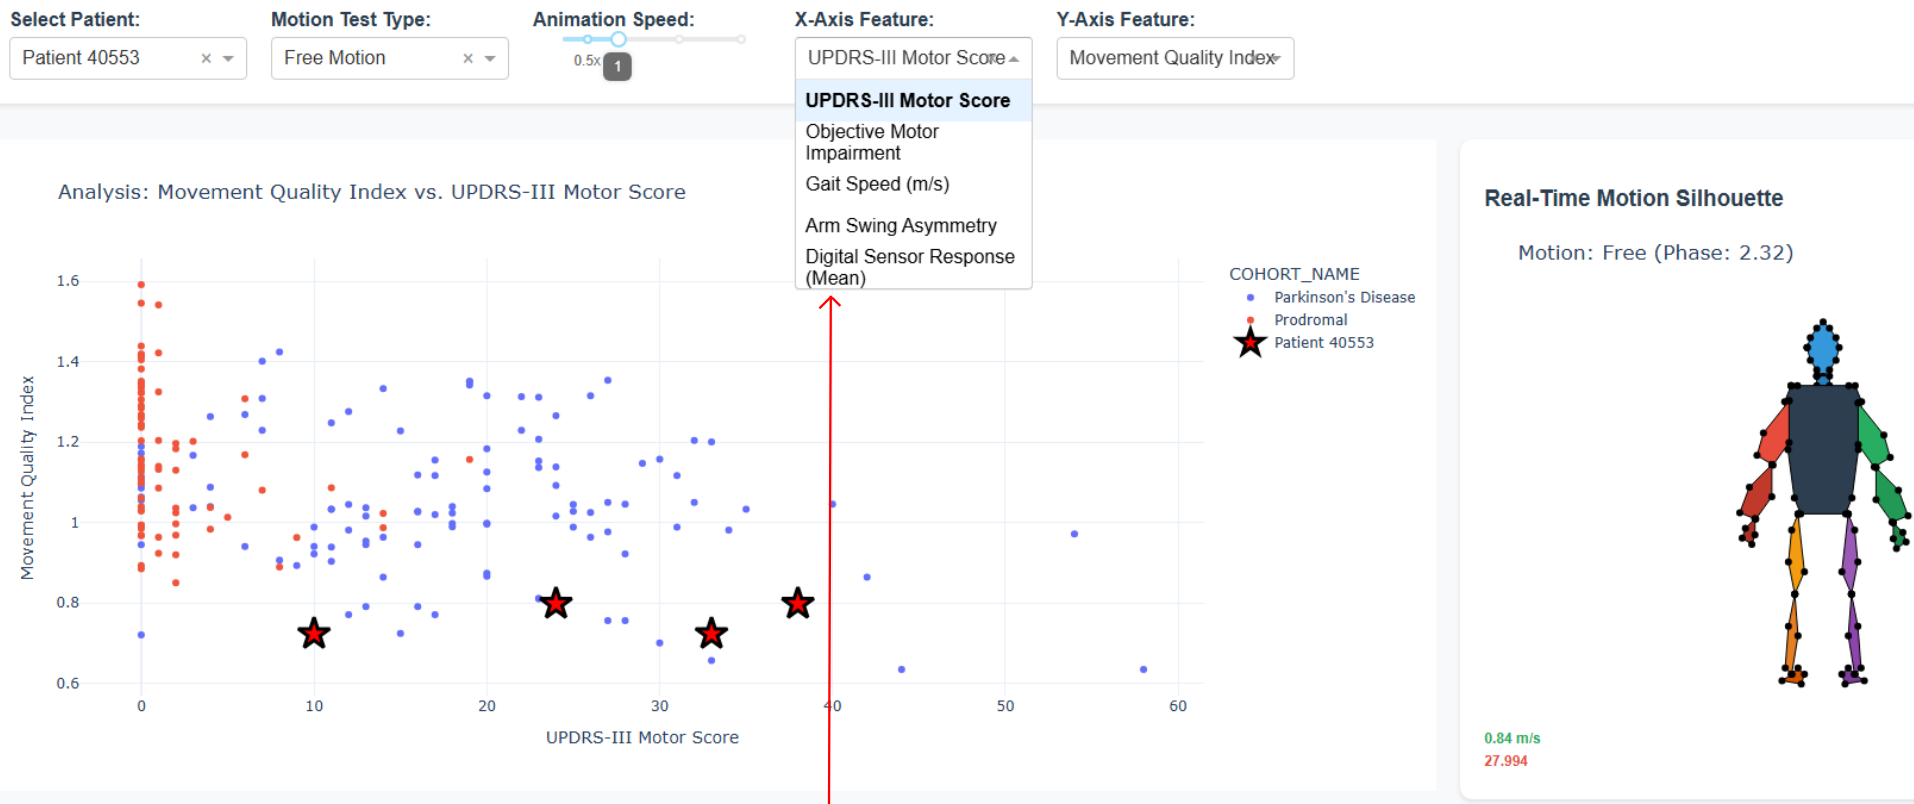 Select Patient:
Motion Test Type:
Animation Speed:
X-Axis Feature:
Y-Axis Feature:
Patient 40553
Free Motion
0.5x
1
UPDRS-III Motor Score
Movement Quality Index
UPDRS-III Motor Score
Objective Motor
Impairment
Gait Speed (m/s)
Arm Swing Asymmetry
Digital Sensor Response
(Mean)
Analysis: Movement Quality Index vs. UPDRS-III Motor Score
1.6
1.4
1.2
1
0.8
0.6
Movement Quality Index
0
10
20
30
40
50
60
UPDRS-III Motor Score
COHORT_NAME
Parkinson's Disease
Prodromal
Patient 40553
Real-Time Motion Silhouette
Motion: Free (Phase: 2.32)
0.84 m/s
27.994